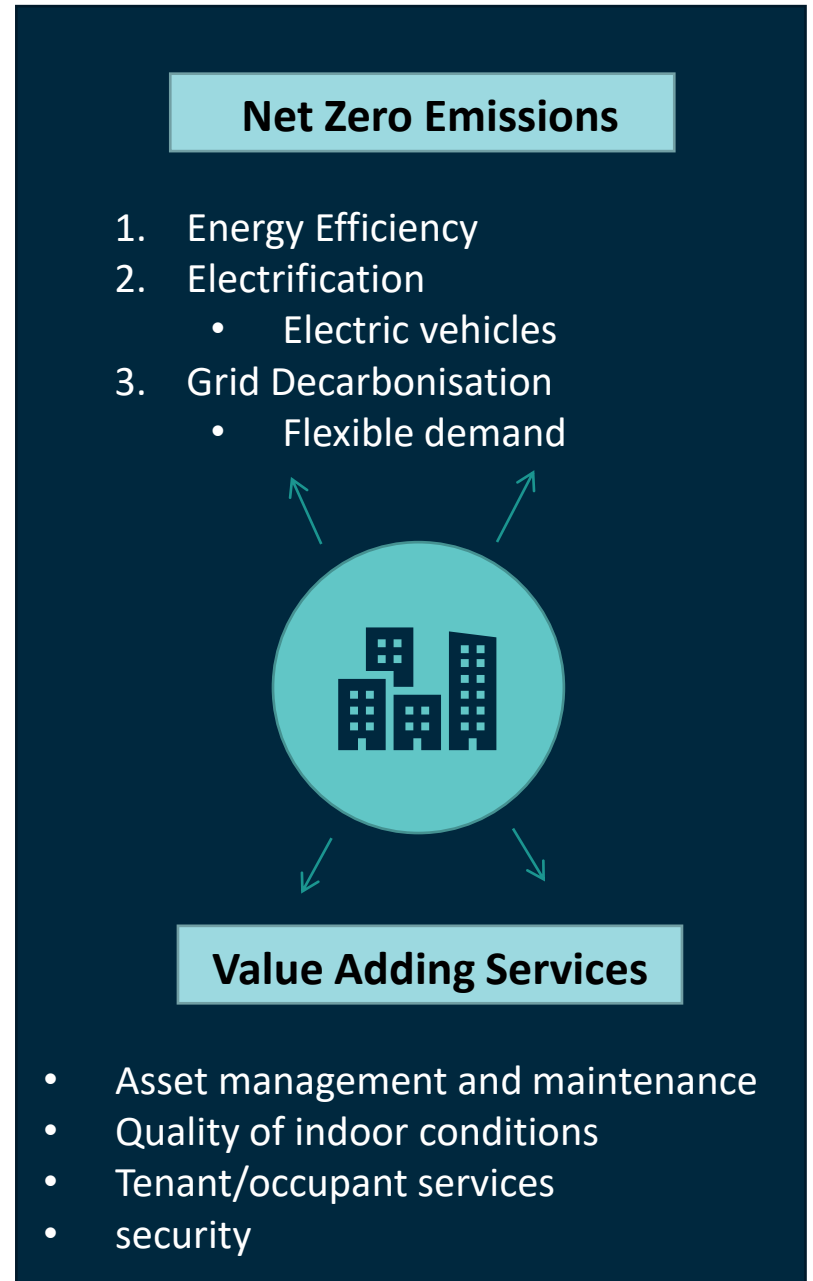 Net Zero Emissions
1. Energy Efficiency
2. Electrification
• Electric vehicles
3. Grid Decarbonisation
• Flexible demand
Value Adding Services
• Asset management and maintenance
• Quality of indoor conditions
• Tenant/occupant services
• security